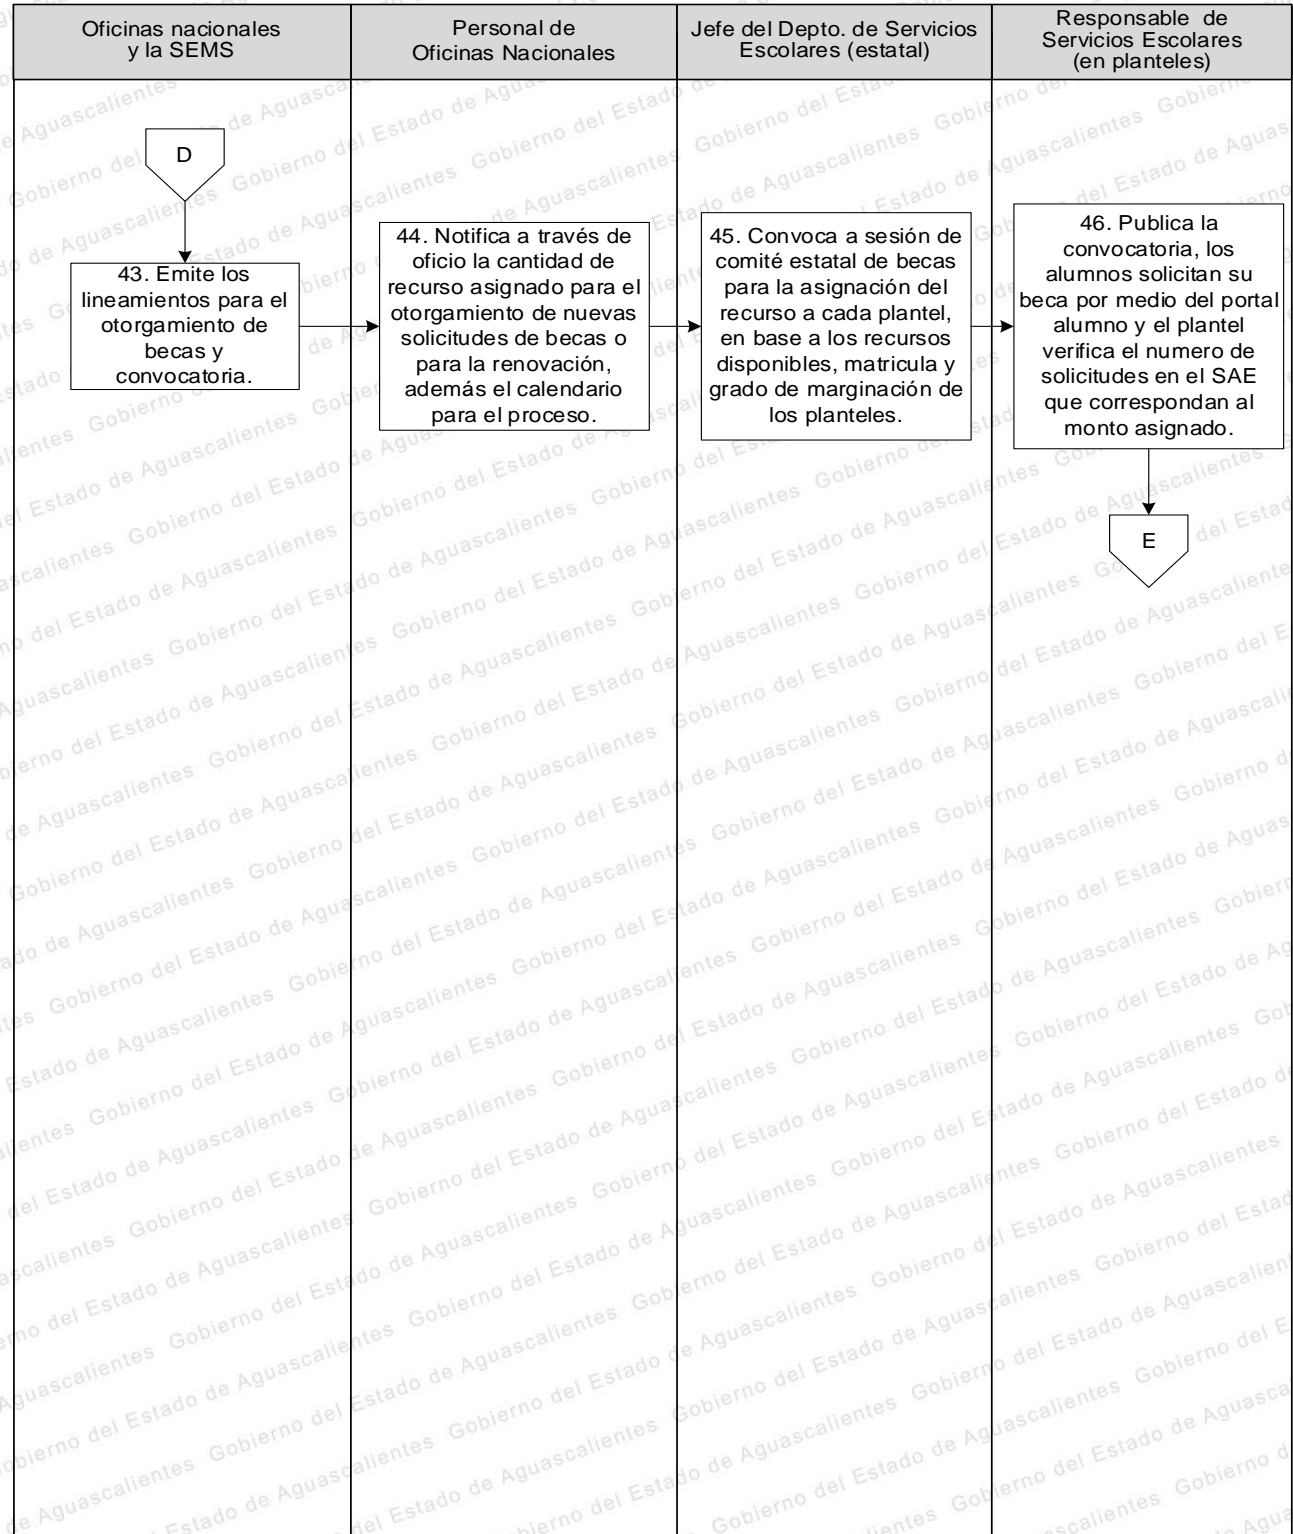 Oficinas nacionales
y la SEMS
Personal de
Oficinas Nacionales
Jefe del Depto. de Servicios
Escolares (estatal)
Responsable de
Servicios Escolares
(en planteles)
D
43. Emite los
lineamientos para el
otorgamiento de
becas y
convocatoria.
44. Notifica a través de
oficio la cantidad de
recurso asignado para el
otorgamiento de nuevas
solicitudes de becas o
para la renovación,
además el calendario
para el proceso.
45. Convoca a sesión de
comité estatal de becas
para la asignación del
recurso a cada plantel,
en base a los recursos
disponibles, matricula y
grado de marginación de
los planteles.
46. Publica la
convocatoria, los
alumnos solicitan su
beca por medio del portal
alumno y el plantel
verifica el numero de
solicitudes en el SAE
que correspondan al
monto asignado.
E
Gobierno del Estado de Aguascalientes